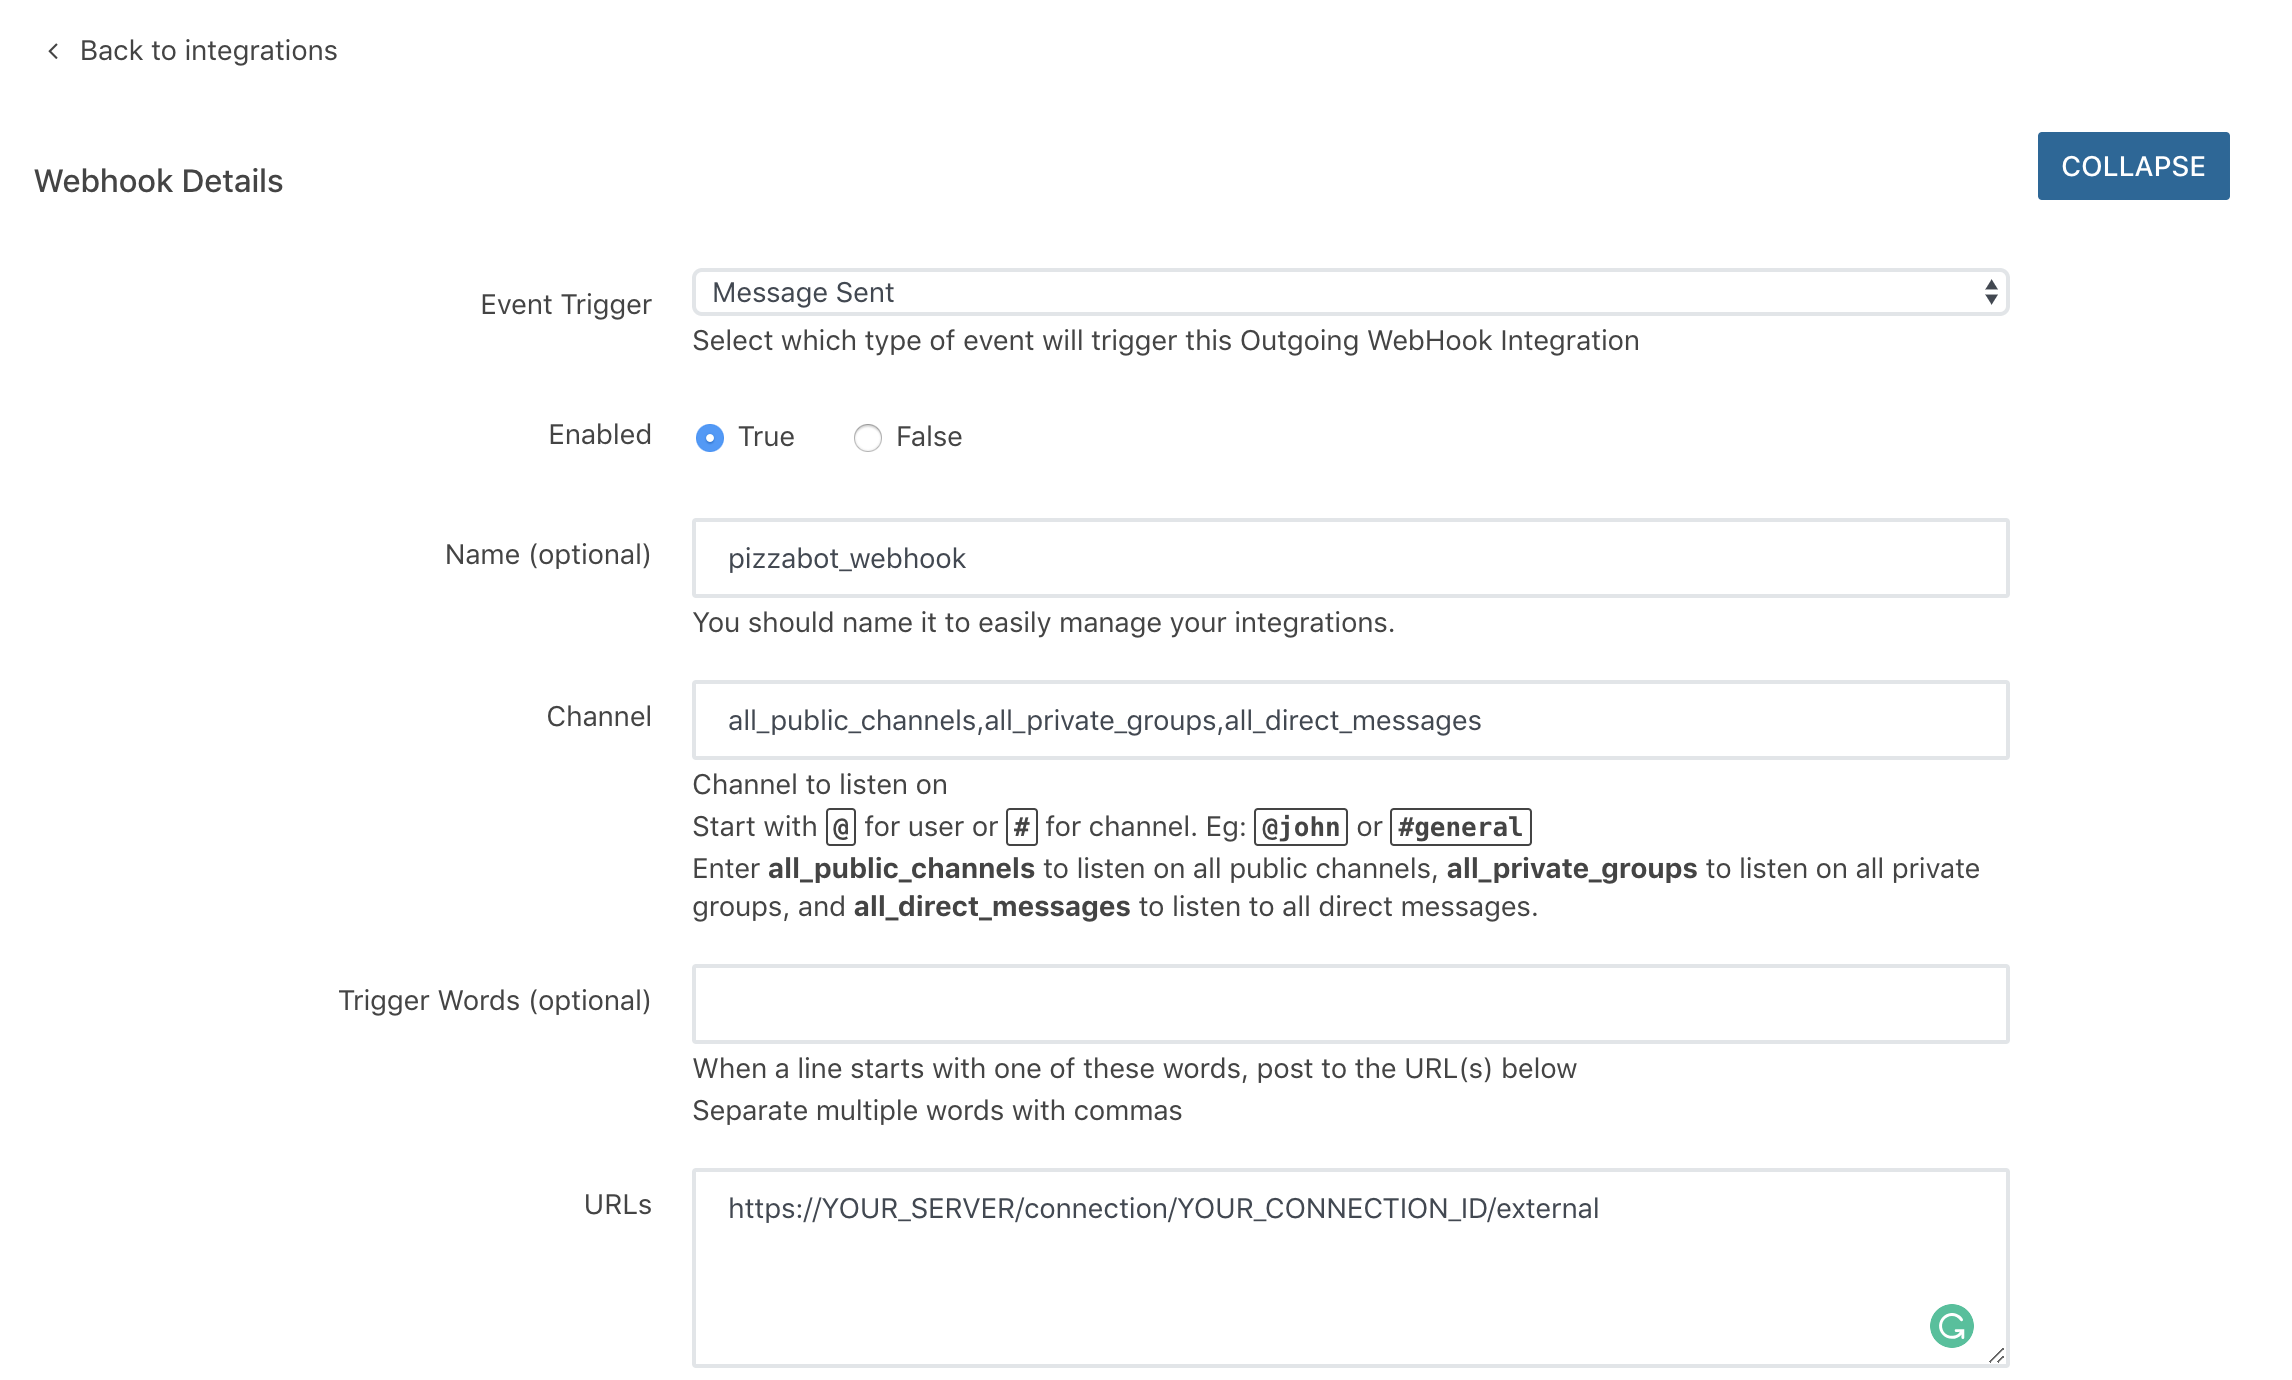 Back to integrations
Webhook Details
COLLAPSE
Event Trigger
Message Sent
Select which type of event will trigger this Outgoing WebHook Integration
Enabled
True
False
Name (optional)
pizzabot_webhook
You should name it to easily manage your integrations.
Channel
all_public_channels,all_private_groups,all_direct_messages
Channel to listen on
Start with @ for user or # for channel. Eg: @john or #general
Enter all_public_channels to listen on all public channels, all_private_groups to listen on all private
groups, and all_direct_messages to listen to all direct messages.
Trigger Words (optional)
When a line starts with one of these words, post to the URL(s) below
Separate multiple words with commas
URLs
https://YOUR_SERVER/connection/YOUR_CONNECTION_ID/external